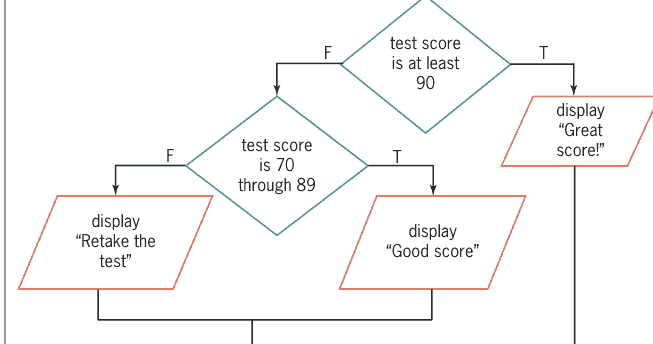 test score
is at least
90
F
T
display
“Great
score!”
test score
is 70
through 89
F
T
display
“Retake the
test”
display
“Good score”